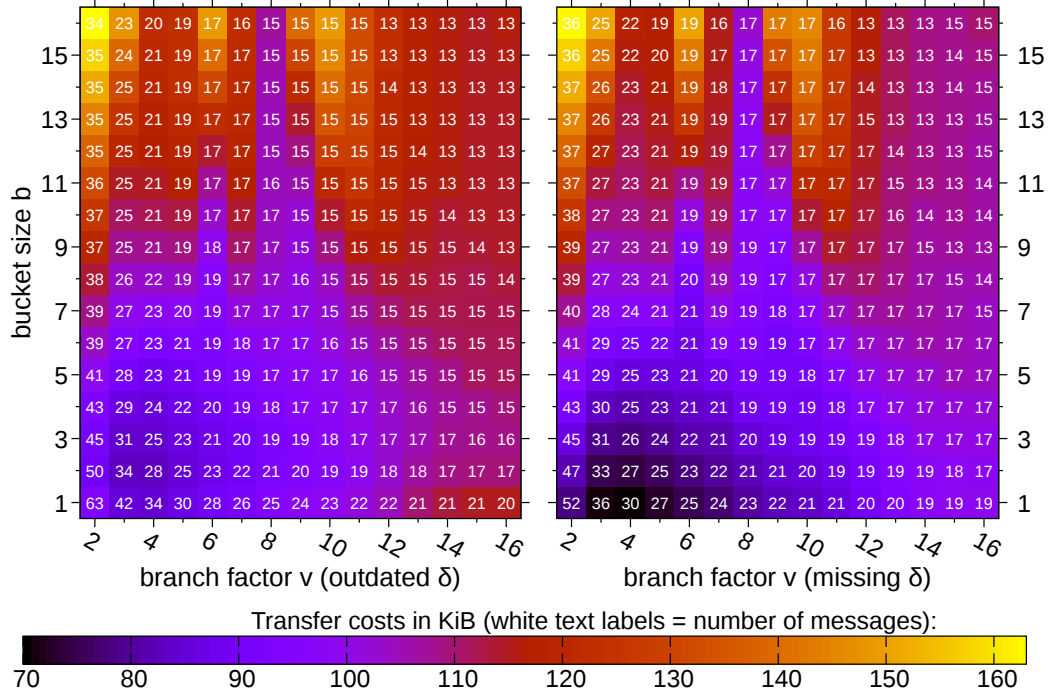 34 23 20 19 17 16 15 15 15 15 15 13 13 13 13 36 25 22 19 19 16 17 17 17 16 13 13 13 15 15
15 35 24 21 19 17 17 15 15 15 15 15 13 13 13 13 36 25 22 20 19 16 17 17 17 16 13 13 13 14 15 15
35 25 21 19 17 17 15 15 15 15 14 13 13 13 13 37 26 23 21 19 18 17 17 17 17 14 13 13 14 15
13 35 25 21 19 17 17 15 15 15 15 15 13 13 13 13 37 26 23 21 19 19 17 17 17 17 15 13 13 13 15 13
35 25 21 19 17 17 15 15 15 15 15 14 13 13 13 37 27 23 21 19 19 17 17 17 17 17 14 13 13 15
11 36 25 21 19 17 17 16 15 15 15 15 15 13 13 13 37 27 23 21 19 19 17 17 17 17 17 15 13 13 14 11
37 25 21 19 17 17 17 15 15 15 15 15 14 13 13 38 27 23 21 19 19 17 17 17 17 17 16 14 14 14
9 37 25 21 19 18 17 17 15 15 15 15 15 15 14 13 39 27 23 21 19 19 19 17 17 17 17 17 15 13 13 9
38 26 22 19 19 17 17 16 15 15 15 15 15 15 14 39 27 23 21 20 19 19 17 17 17 17 17 17 15 14
7 39 27 23 20 19 17 17 17 15 15 15 15 15 15 15 40 28 24 21 21 19 19 18 17 17 17 17 17 17 15 7
39 27 23 21 19 18 17 17 16 15 15 15 15 15 15 41 29 25 22 21 19 19 19 17 17 17 17 17 17 17
5 41 28 23 21 19 19 17 17 17 16 15 15 15 15 15 41 29 25 23 21 20 19 19 18 17 17 17 17 17 17 5
43 29 24 22 20 19 18 17 17 17 17 16 15 15 15 43 30 25 23 21 21 19 19 19 18 17 17 17 17 17
3 45 31 25 23 21 20 19 19 18 17 17 17 17 16 16 45 31 26 24 22 21 20 19 19 19 19 18 17 17 17 3
50 34 28 25 23 22 21 20 19 19 18 18 17 17 17 47 33 27 25 23 22 21 21 20 19 19 19 19 18 17
1 63 42 34 30 28 26 25 24 23 22 22 21 21 21 20 52 36 30 27 25 24 23 22 21 21 20 20 19 19 19 1
bucket size b
2 4 6 8 10 12 14 16 2 4 6 8 10 12 14 16
branch factor v (outdated δ) branch factor v (missing δ)
Transfer costs in KiB (white text labels = number of messages):
70 80 90 100 110 120 130 140 150 160